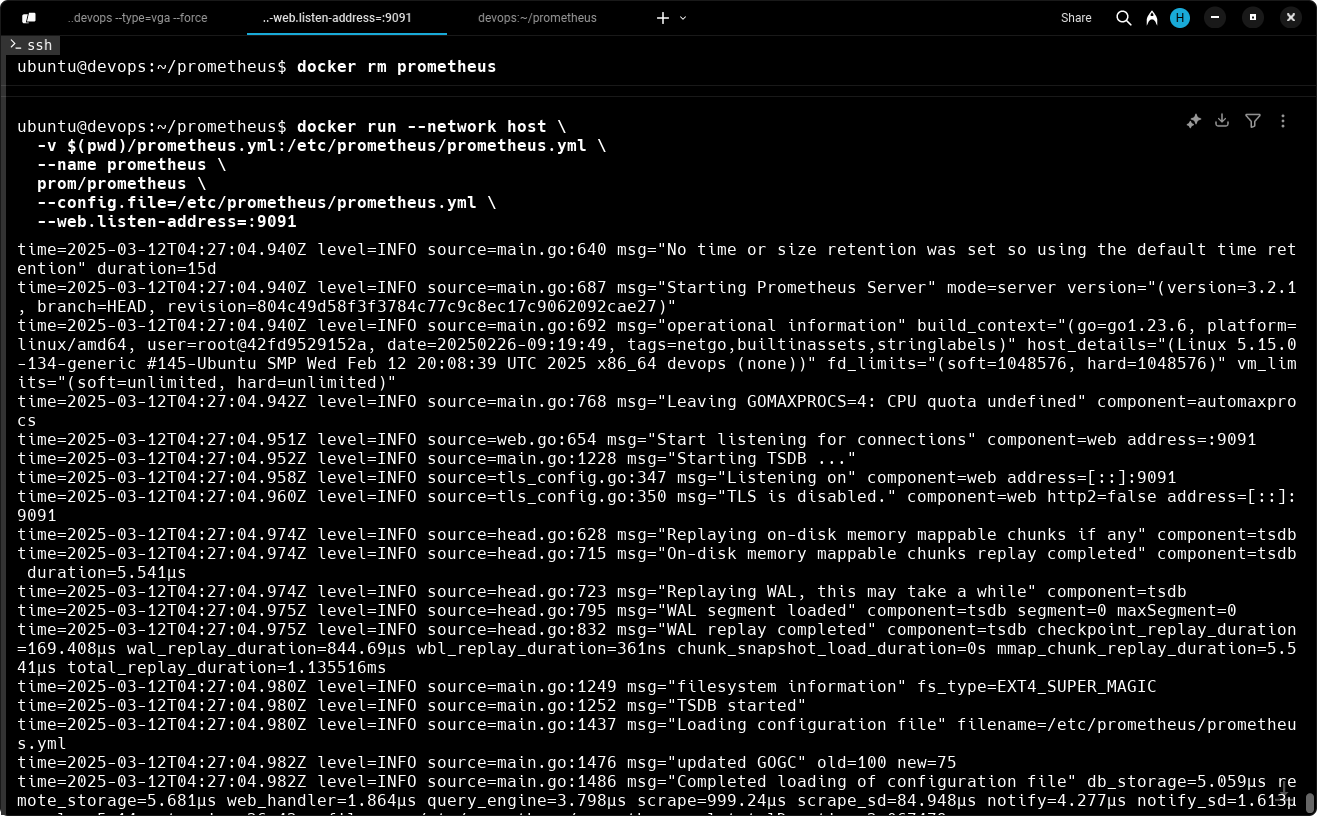 ..devops --type=vga --force
..-web.listen-address=:9091
devops:~/prometheus
Share
H
ssh
ubuntu@devops:~/prometheus$ docker rm prometheus
ubuntu@devops:~/prometheus$ docker run --network host \
-v $(pwd)/prometheus.yml:/etc/prometheus/prometheus.yml \
--name prometheus \
prom/prometheus \
--config.file=/etc/prometheus/prometheus.yml \
--web.listen-address=:9091
time=2025-03-12T04:27:04.940Z level=INFO source=main.go:640 msg="No time or size retention was set so using the default time ret
ention" duration=15d
time=2025-03-12T04:27:04.940Z level=INFO source=main.go:687 msg="Starting Prometheus Server" mode=server version="(version=3.2.1
, branch=HEAD, revision=804c49d58f3f3784c77c9c8ec17c9062092cae27)"
time=2025-03-12T04:27:04.940Z level=INFO source=main.go:692 msg="operational information" build_context="(go=go1.23.6, platform=
linux/amd64, user=root@42fd9529152a, date=20250226-09:19:49, tags=netgo,builtinassets,stringlabels)" host_details="(Linux 5.15.0
-134-generic #145-Ubuntu SMP Wed Feb 12 20:08:39 UTC 2025 x86_64 devops (none))" fd_limits="(soft=1048576, hard=1048576)" vm_lim
its="(soft=unlimited, hard=unlimited)"
time=2025-03-12T04:27:04.942Z level=INFO source=main.go:768 msg="Leaving GOMAXPROCS=4: CPU quota undefined" component=automaxpro
cs
time=2025-03-12T04:27:04.951Z level=INFO source=web.go:654 msg="Start listening for connections" component=web address=:9091
time=2025-03-12T04:27:04.952Z level=INFO source=main.go:1228 msg="Starting TSDB ..."
time=2025-03-12T04:27:04.958Z level=INFO source=tls_config.go:347 msg="Listening on" component=web address=[::]:9091
time=2025-03-12T04:27:04.960Z level=INFO source=tls_config.go:350 msg="TLS is disabled." component=web http2=false address=[::]:
9091
time=2025-03-12T04:27:04.974Z level=INFO source=head.go:628 msg="Replaying on-disk memory mappable chunks if any" component=tsdb
time=2025-03-12T04:27:04.974Z level=INFO source=head.go:715 msg="On-disk memory mappable chunks replay completed" component=tsdb
duration=5.541µs
time=2025-03-12T04:27:04.974Z level=INFO source=head.go:723 msg="Replaying WAL, this may take a while" component=tsdb
time=2025-03-12T04:27:04.975Z level=INFO source=head.go:795 msg="WAL segment loaded" component=tsdb segment=0 maxSegment=0
time=2025-03-12T04:27:04.975Z level=INFO source=head.go:832 msg="WAL replay completed" component=tsdb checkpoint_replay_duration
=169.408µs wal_replay_duration=844.69µs wbl_replay_duration=361ns chunk_snapshot_load_duration=0s mmap_chunk_replay_duration=5.5
41µs total_replay_duration=1.135516ms
time=2025-03-12T04:27:04.980Z level=INFO source=main.go:1249 msg="filesystem information" fs_type=EXT4_SUPER_MAGIC
time=2025-03-12T04:27:04.980Z level=INFO source=main.go:1252 msg="TSDB started"
time=2025-03-12T04:27:04.980Z level=INFO source=main.go:1437 msg="Loading configuration file" filename=/etc/prometheus/prometheu
s.yml
time=2025-03-12T04:27:04.982Z level=INFO source=main.go:1476 msg="updated GOGC" old=100 new=75
time=2025-03-12T04:27:04.982Z level=INFO source=main.go:1486 msg="Completed loading of configuration file" db_storage=5.059µs re
mote_storage=5.681µs web_handler=1.864µs query_engine=3.798µs scrape=999.24µs scrape_sd=84.948µs notify=4.277µs notify_sd=1.613µ